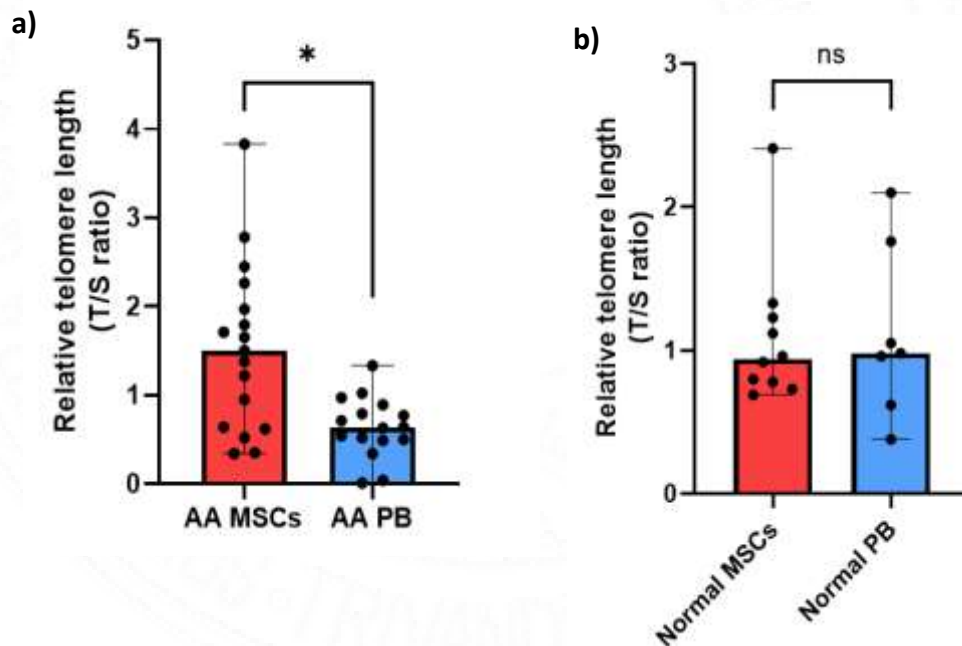 a)
5
4
3
2
1
0
Relative telomere length
(T/S ratio)
*
AA MSCs
AA PB
b)
3
2
1
0
Relative telomere length
(T/S ratio)
ns
Normal MSCs
Normal PB